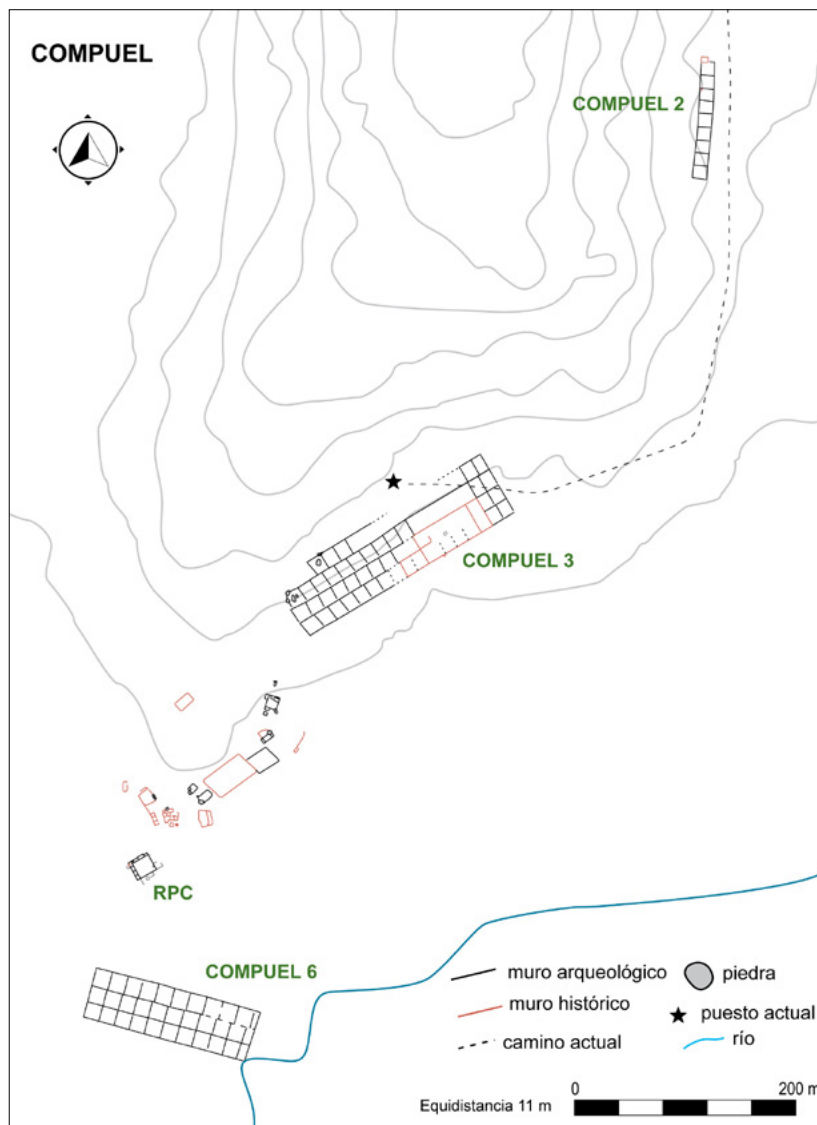 COMPUEL
COMPUEL 2
COMPUEL 3
RPC
COMPUEL 6
muro arqueológico
piedra
muro histórico
puesto actual
camino actual
río
0
200 m
Equidistancia 11 m